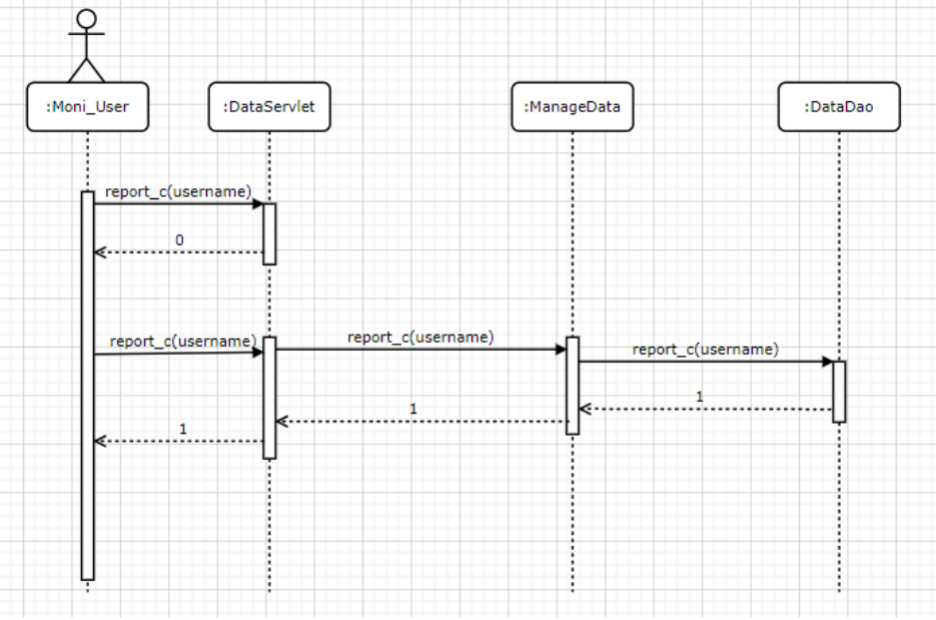 :Moni_User
:DataServlet
:ManageData
:DataDao
report_c(username)
0
report_c(username)
report_c(username)
report_c(username)
1
1
1